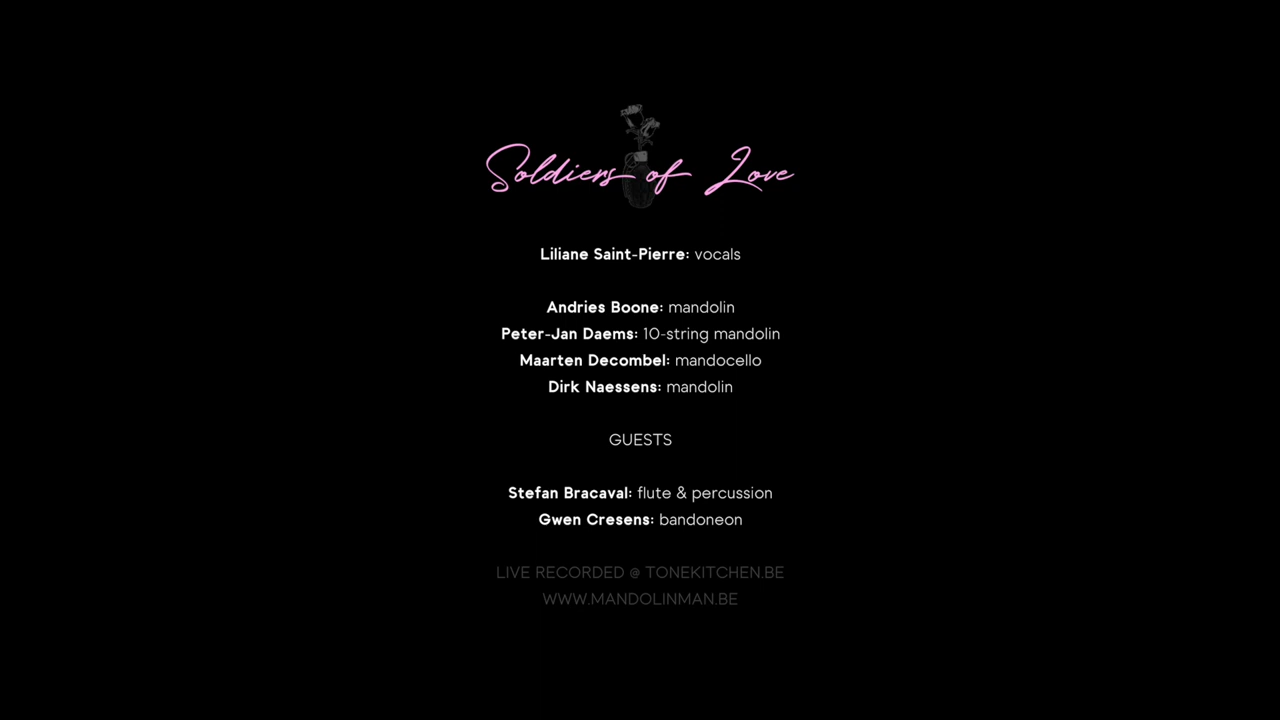 Soldiers of Love
Liliane Saint-Pierre: vocals
Andries Boone: mandolin
Peter-Jan Daems: 10-string mandolin
Maarten Decombel: mandocello
Dirk Naessens: mandolin
GUESTS
Stefan Bracaval: flute & percussion
Gwen Cresens: bandoneon
LIVE RECORDED @ TONEKITCHEN.BE
WWW.MANDOLINMAN.BE